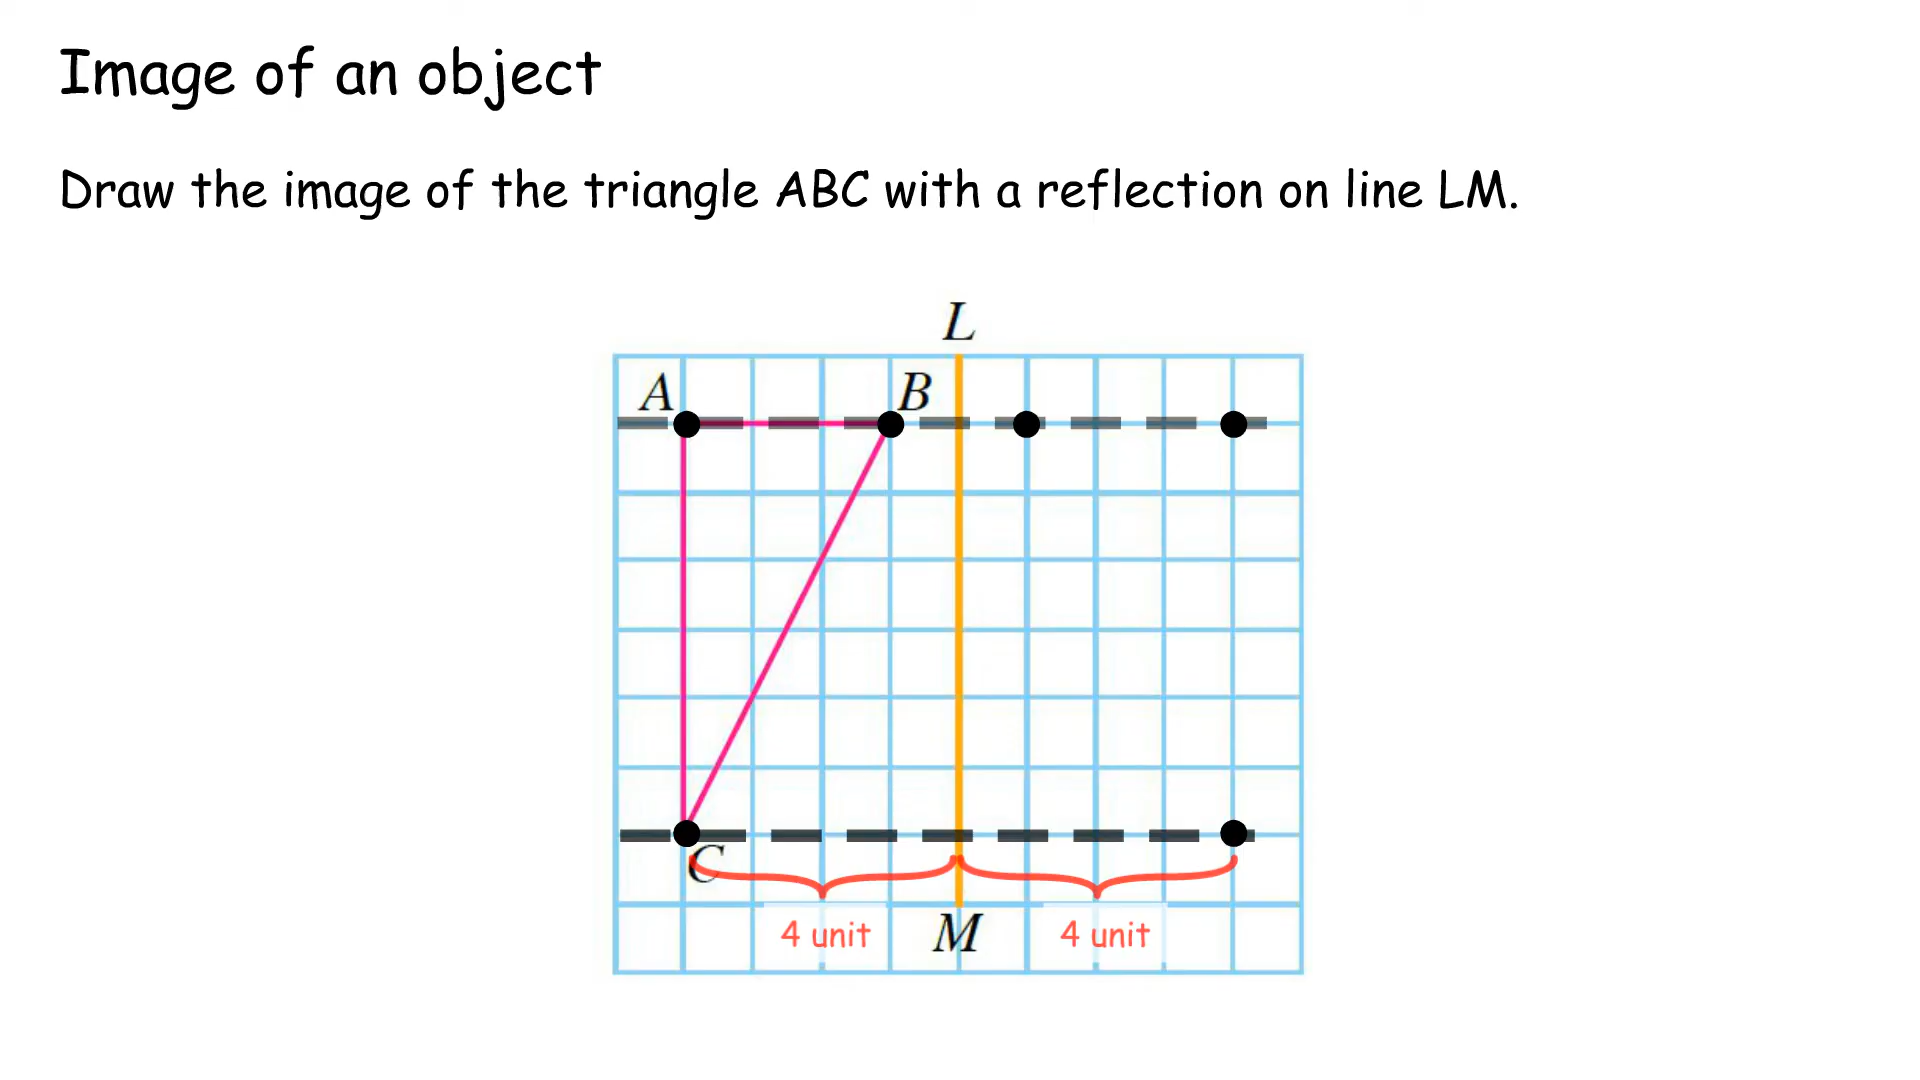 Image of an object
Draw the image of the triangle ABC with a reflection on line LM.
L
A
B
C
4 unit
M
4 unit